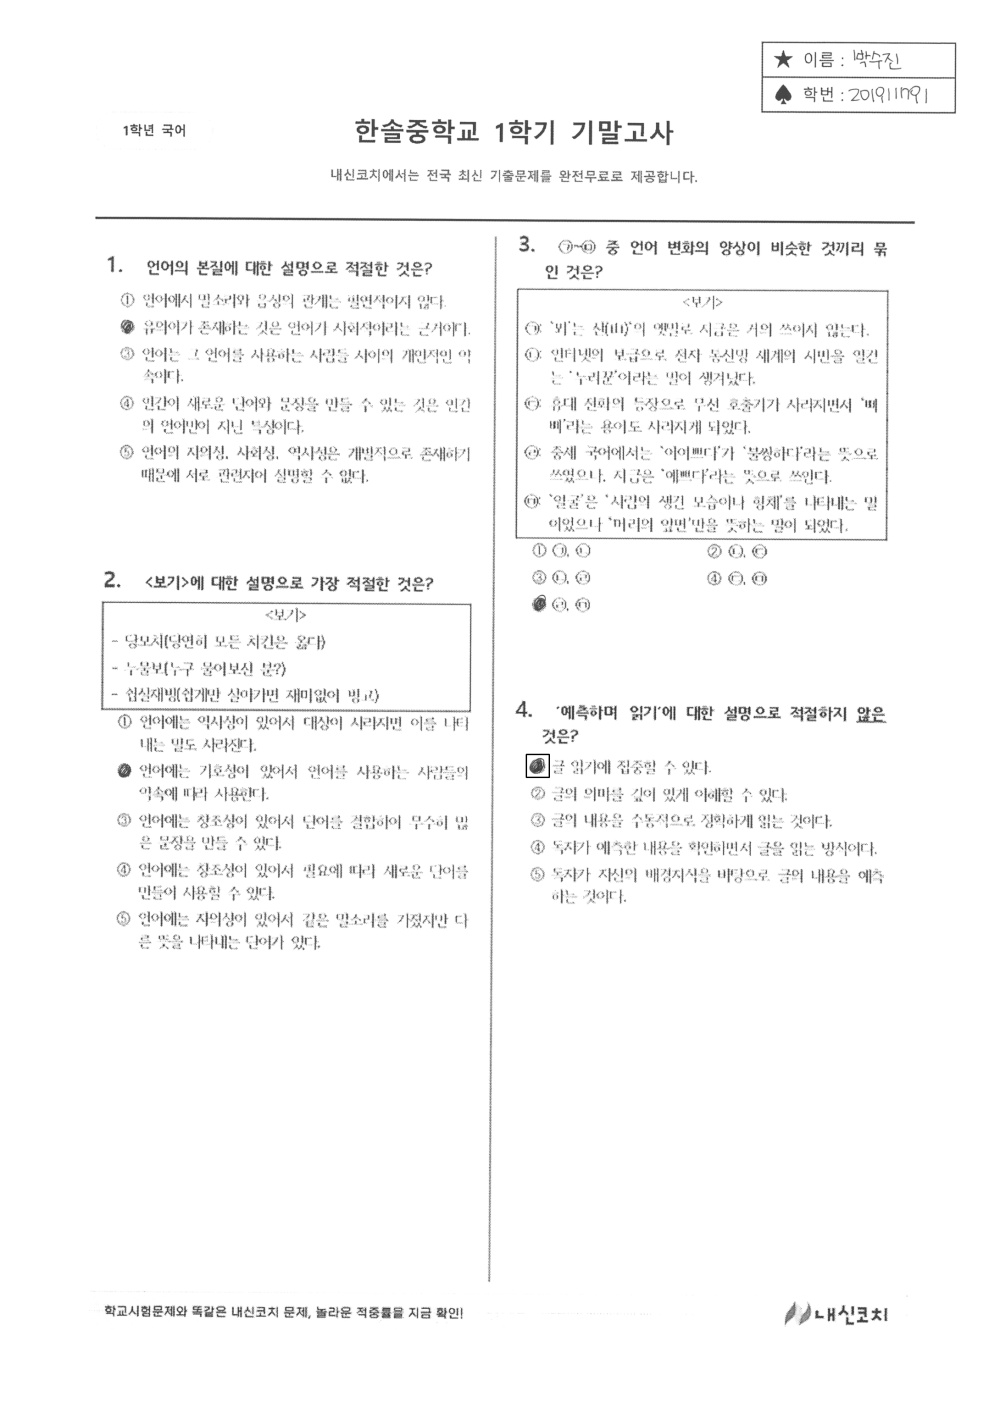 ★ 이름 : 박수진
♠ 학번 : 201911791
1학년 국어
한솔중학교 1학기 기말고사
내신코치에서는 전국 최신 기출문제를 완전무료로 제공합니다.
1. 언어의 본질에 대한 설명으로 적절한 것은?
① 언어에서 말소리와 음성의 관계는 필연적이지 않다.
유의어가 존재하는 것은 언어가 사회적이라는 근거이다.
③ 언어는 그 언어를 사용하는 사람들 사이의 개인적인 약
속이다.
④ 인간이 새로운 단어와 문장을 만들 수 있는 것은 인간
의 언어만이 지닌 특징이다.
⑤ 언어의 자의성, 사회성, 역사성은 개별적으로 존재하기
때문에 서로 관련지어 설명할 수 없다.
2. <보기>에 대한 설명으로 가장 적절한 것은?
<보기>
- 당모치(당연히 모든 치킨은 옳다)
- 누물보(누구 물어보신 분?)
- 쉽살재빙(쉽게만 살아가면 재미없어 빙고)
① 언어에는 역사성이 있어서 대상이 사라지면 이를 나타
내는 말도 사라진다.
언어에는 기호성이 있어서 언어를 사용하는 사람들의
약속에 따라 사용한다.
③ 언어에는 창조성이 있어서 단어를 결합하여 무수히 많
은 문장을 만들 수 있다.
④ 언어에는 창조성이 있어서 필요에 따라 새로운 단어를
만들어 사용할 수 있다.
⑤ 언어에는 자의성이 있어서 같은 말소리를 가졌지만 다
른 뜻을 나타내는 단어가 있다.
3. ㉠~㉤ 중 언어 변화의 양상이 비슷한 것끼리 묶
인 것은?
<보기>
㉠: '뫼'는 산(山)'의 옛말로 지금은 거의 쓰이지 않는다.
㉡: 인터넷의 보급으로 전자 통신망 세계의 시민을 일컫
는 '누리꾼'이라는 말이 생겨났다.
㉢: 휴대 전화의 등장으로 무선 호출기가 사라지면서 '삐
삐'라는 용어도 사라지게 되었다.
㉣: 중세 국어에서는 '어여쁘다'가 '불쌍하다'라는 뜻으로
쓰였으나, 지금은 '예쁘다'라는 뜻으로 쓰인다.
㉤: '얼굴'은 '사람의 생긴 모습이나 형체'를 나타내는 말
이었으나 '머리의 앞면'만을 뜻하는 말이 되었다.
① ㉠, ㉡ ② ㉡, ㉢
③ ㉡, ㉣ ④ ㉢, ㉤
㉣, ㉤
4. '예측하며 읽기'에 대한 설명으로 적절하지 않은
것은?
글 읽기에 집중할 수 있다.
② 글의 의미를 깊이 있게 이해할 수 있다.
③ 글의 내용을 수동적으로 정확하게 읽는 것이다.
④ 독자가 예측한 내용을 확인하면서 글을 읽는 방식이다.
⑤ 독자가 자신의 배경지식을 바탕으로 글의 내용을 예측
하는 것이다.
학교시험문제와 똑같은 내신코치 문제, 놀라운 적중률을 지금 확인!
내신코치